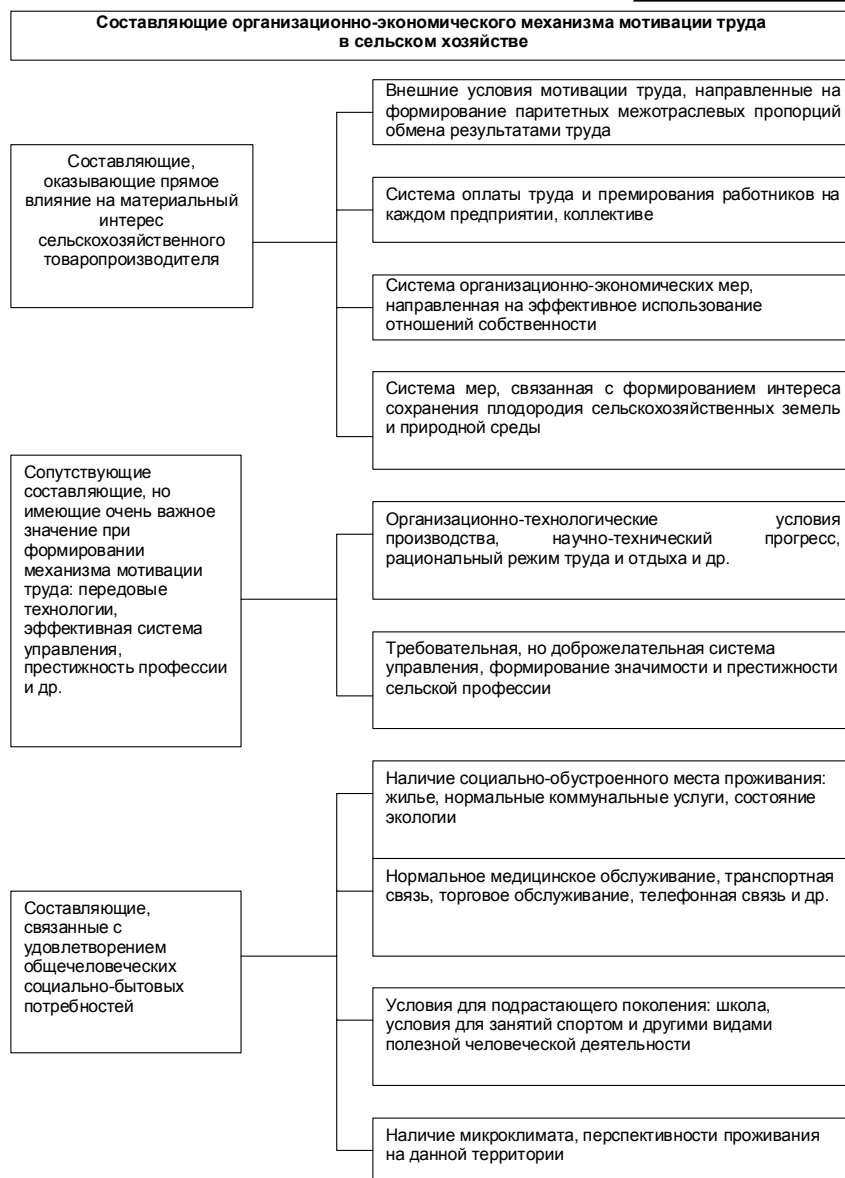 Составляющие организационно-экономического механизма мотивации труда
в сельском хозяйстве
Составляющие,
оказывающие прямое
влияние на материальный
интерес
сельскохозяйственного
товаропроизводителя
Внешние условия мотивации труда, направленные на
формирование паритетных межотраслевых пропорций
обмена результатами труда
Система оплаты труда и премирования работников на
каждом предприятии, коллективе
Система организационно-экономических мер,
направленная на эффективное использование
отношений собственности
Система мер, связанная с формированием интереса
сохранения плодородия сельскохозяйственных земель
и природной среды
Сопутствующие
составляющие, но
имеющие очень важное
значение при
формировании
механизма мотивации
труда: передовые
технологии,
эффективная система
управления,
престижность профессии
и др.
Организационно-технологические условия
производства, научно-технический прогресс,
рациональный режим труда и отдыха и др.
Требовательная, но доброжелательная система
управления, формирование значимости и престижности
сельской профессии
Составляющие,
связанные с
удовлетворением
общечеловеческих
социально-бытовых
потребностей
Наличие социально-обустроенного места проживания:
жилье, нормальные коммунальные услуги, состояние
экологии
Нормальное медицинское обслуживание, транспортная
связь, торговое обслуживание, телефонная связь и др.
Условия для подрастающего поколения: школа,
условия для занятий спортом и другими видами
полезной человеческой деятельности
Наличие микроклимата, перспективности проживания
на данной территории